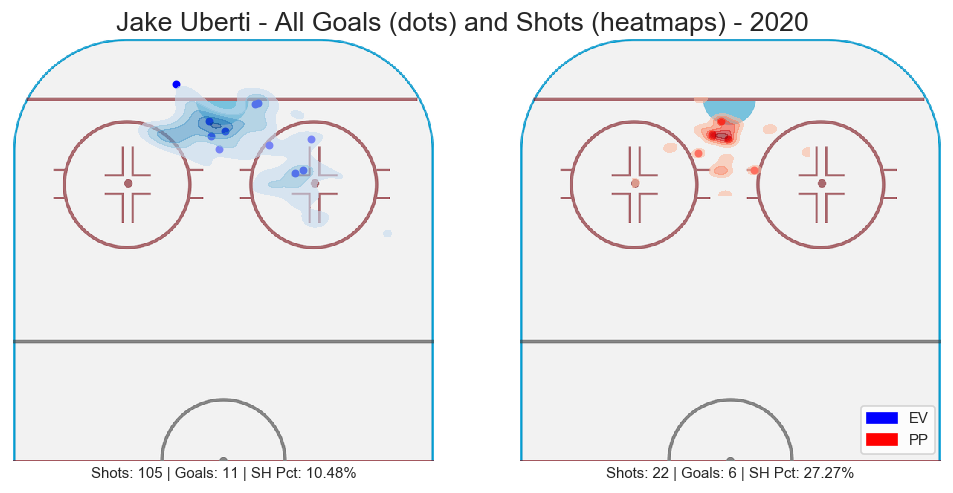 Jake Uberti - All Goals (dots) and Shots (heatmaps) - 2020
EV
PP
Shots: 105 | Goals: 11 | SH Pct: 10.48%
Shots: 22 | Goals: 6 | SH Pct: 27.27%